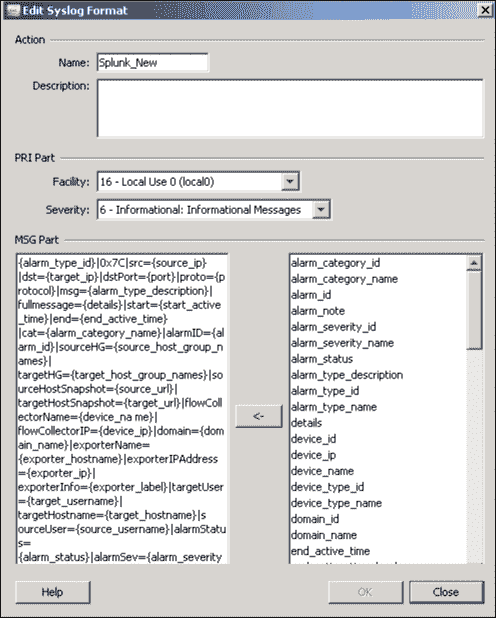 Edit Syslog Format
Action
Name: Splunk_New
Description:
PRI Part
Facility: 16 - Local Use 0 (local0)
Severity: 6 - Informational: Informational Messages
MSG Part
{alarm_type_id}|0x7C|src={source_ip}
|dst={target_ip}|dstPort={port}|proto={p
rotocol}|msg={alarm_type_description}|
fullmessage={details}|start={start_active
_time}|end={end_active_time}
|cat={alarm_category_name}|alarmID={al
arm_id}|sourceHG={source_host_group_n
ames}|
targetHG={target_host_group_names}|so
urceHostSnapshot={source_url}|
targetHostSnapshot={target_url}|flowColl
ectorName={device_na me}|
flowCollectorIP={device_ip}|domain={dom
ain_name}|exporterName=
{exporter_hostname}|exporterIPAddress
={exporter_ip}|
exporterInfo={exporter_label}|targetUser
={target_username}|
targetHostname={target_hostname}|s
ourceUser={source_username}|alarmStatu
s=
{alarm_status}|alarmSev={alarm_severity
<-
alarm_category_id
alarm_category_name
alarm_id
alarm_note
alarm_severity_id
alarm_severity_name
alarm_status
alarm_type_description
alarm_type_id
alarm_type_name
details
device_id
device_ip
device_name
device_type_id
device_type_name
domain_id
domain_name
end_active_time
Help
OK
Close